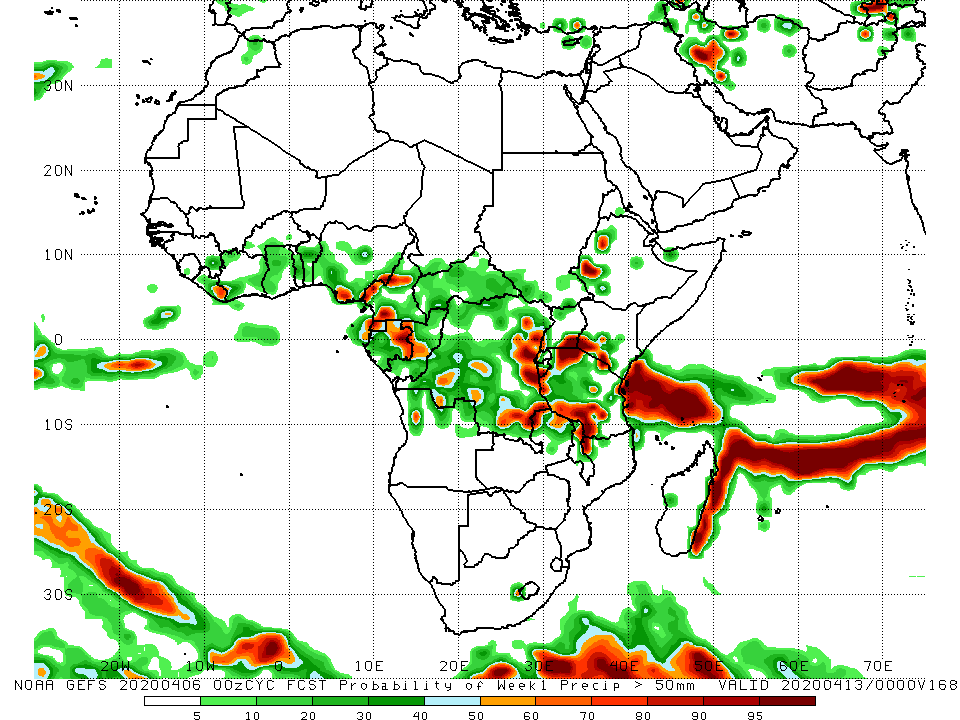 30N
20N
10N
0
10S
20S
30S
20W 10W 0 10E 20E 30E 40E 50E 60E 70E
NOAA GEFS 20200406 00zCYC FCST Probability of Week1 Precip > 50mm VALID 20200413/0000V168
5 10 20 30 40 50 60 70 80 90 95